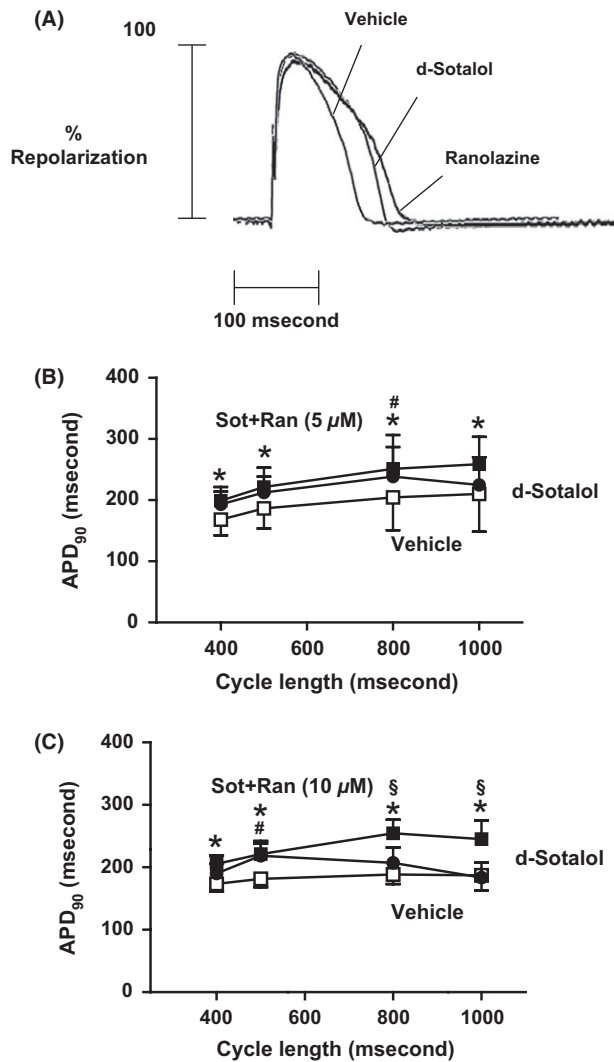 (A)
100
Vehicle
d-Sotalol
%
Repolarization
Ranolazine
100 msecond
(B)
400
300
200
100
0
APD90 (msecond)
Sot+Ran (5 µM)
*
*
#
*
*
d-Sotalol
Vehicle
400 600 800 1000
Cycle length (msecond)
(C)
400
300
200
100
0
APD90 (msecond)
Sot+Ran (10 µM)
*
*
#
§
*
§
*
d-Sotalol
Vehicle
400 600 800 1000
Cycle length (msecond)